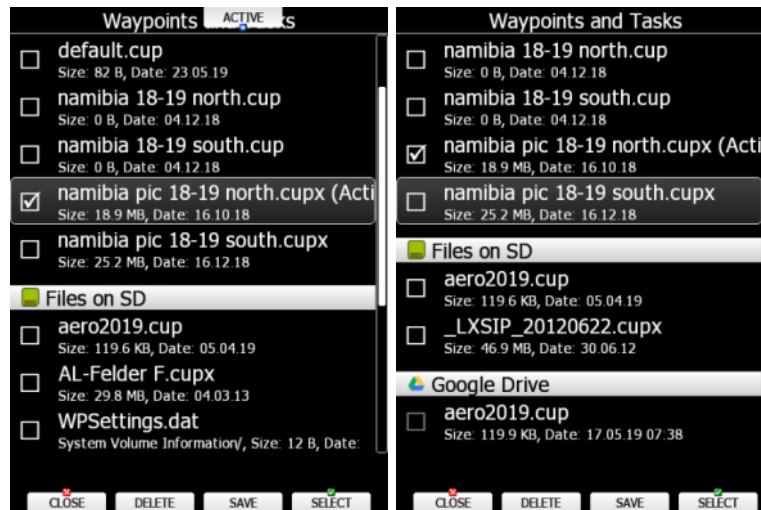 Waypoints and Tasks
ACTIVE
default.cup
Size: 82 B, Date: 23.05.19
namibia 18-19 north.cup
Size: 0 B, Date: 04.12.18
namibia 18-19 south.cup
Size: 0 B, Date: 04.12.18
namibia pic 18-19 north.cupx (Acti
Size: 18.9 MB, Date: 16.10.18
namibia pic 18-19 south.cupx
Size: 25.2 MB, Date: 16.12.18
Files on SD
aero2019.cup
Size: 119.6 KB, Date: 05.04.19
AL-Felder F.cupx
Size: 29.8 MB, Date: 04.03.13
WPSettings.dat
System Volume Information/, Size: 12 B, Date:
CLOSE DELETE SAVE SELECT
Waypoints and Tasks
namibia 18-19 north.cup
Size: 0 B, Date: 04.12.18
namibia 18-19 south.cup
Size: 0 B, Date: 04.12.18
namibia pic 18-19 north.cupx (Acti
Size: 18.9 MB, Date: 16.10.18
namibia pic 18-19 south.cupx
Size: 25.2 MB, Date: 16.12.18
Files on SD
aero2019.cup
Size: 119.6 KB, Date: 05.04.19
_LXSIP_20120622.cupx
Size: 46.9 MB, Date: 30.06.12
Google Drive
aero2019.cup
Size: 119.9 KB, Date: 17.05.19 07:38
CLOSE DELETE SAVE SELECT